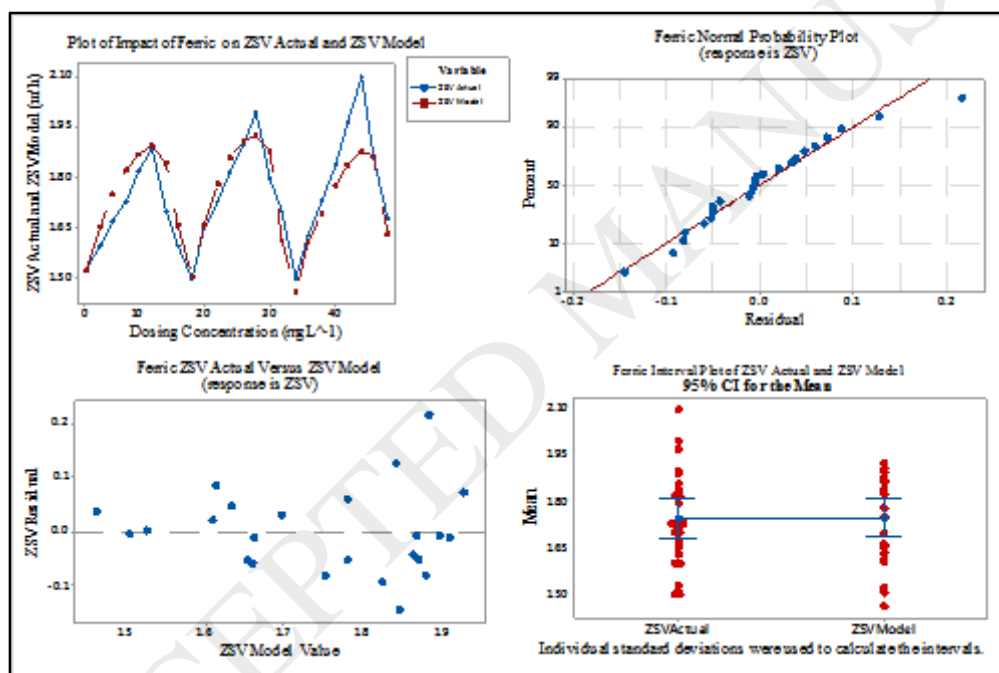 Plot of Impact of Ferric on ZSV Actual and ZSV Model
ZSV Actual and ZSV Model (m/h)
2.10
1.95
1.80
1.65
1.50
0
10
20
30
40
Dosing Concentration (mgL^-1)
Variable
ZSV Actual
ZSV Model
Ferric Normal Probability Plot
(response is ZSV)
Percent
99
90
50
10
1
-0.2
-0.1
0.0
0.1
0.2
Residual
Ferric ZSV Actual Versus ZSV Model
(response is ZSV)
ZSV Residual
0.2
0.1
0.0
-0.1
1.5
1.6
1.7
1.8
1.9
ZSV Model Value
Ferric Interval Plot of ZSV Actual and ZSV Model
95% CI for the Mean
Mean
2.10
1.95
1.80
1.65
1.50
ZSV Actual
ZSV Model
Individual standard deviations were used to calculate the intervals.
EPTED MANUS